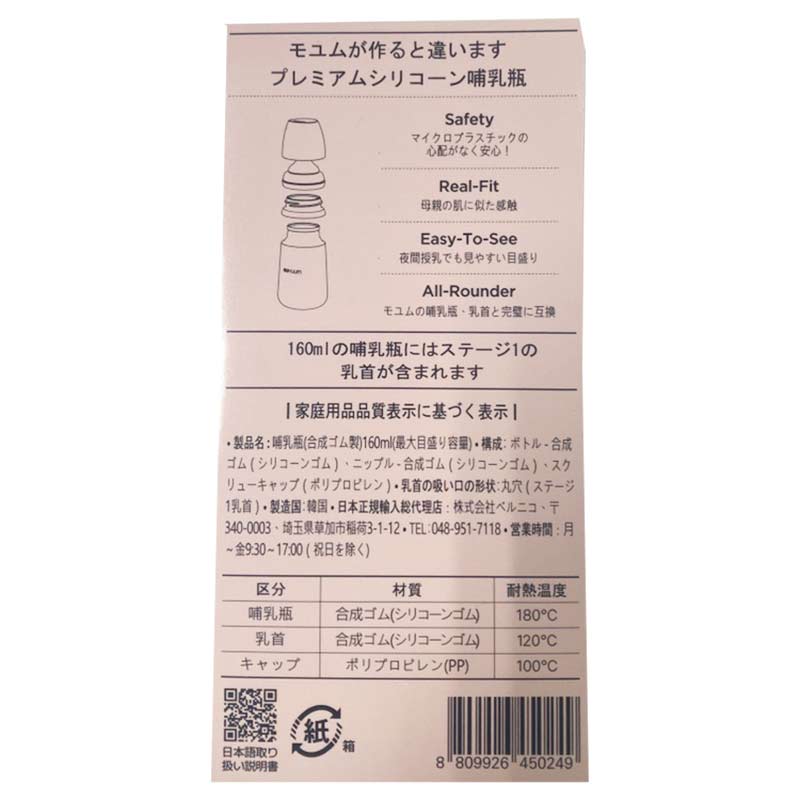 モユムが作ると違います
プレミアムシリコーン哺乳瓶
Safety
マイクロプラスチックの
心配がなく安心！
Real-Fit
母親の肌に似た感触
Easy-To-See
夜間授乳でも見やすい目盛り
All-Rounder
モユムの哺乳瓶・乳首と完璧に互換
160mlの哺乳瓶にはステージ1の
乳首が含まれます
|家庭用品品質表示に基づく表示|
• 製品名 : 哺乳瓶(合成ゴム製)160ml(最大目盛り容量) • 構成: ボトル - 合成
ゴム ( シリコーンゴム ) 、ニップル - 合成ゴム ( シリコーンゴム ) 、スク
リューキャップ ( ポリプロピレン ) • 乳首の吸い口の形状: 丸穴 ( ステージ
1乳首 ) • 製造国: 韓国 • 日本正規輸入総代理店 : 株式会社ベルニコ、〒
340-0003、埼玉県草加市稲荷3-1-12 • TEL: 048-951-7118 • 営業時間 : 月
~ 金9:30 ~ 17:00 ( 祝日を除く)
区分 材質 耐熱温度
哺乳瓶 合成ゴム(シリコーンゴム) 180°C
乳首 合成ゴム(シリコーンゴム) 120°C
キャップ ポリプロピレン(PP) 100°C
日本語取り
扱い説明書
紙
箱
8 809926 450249